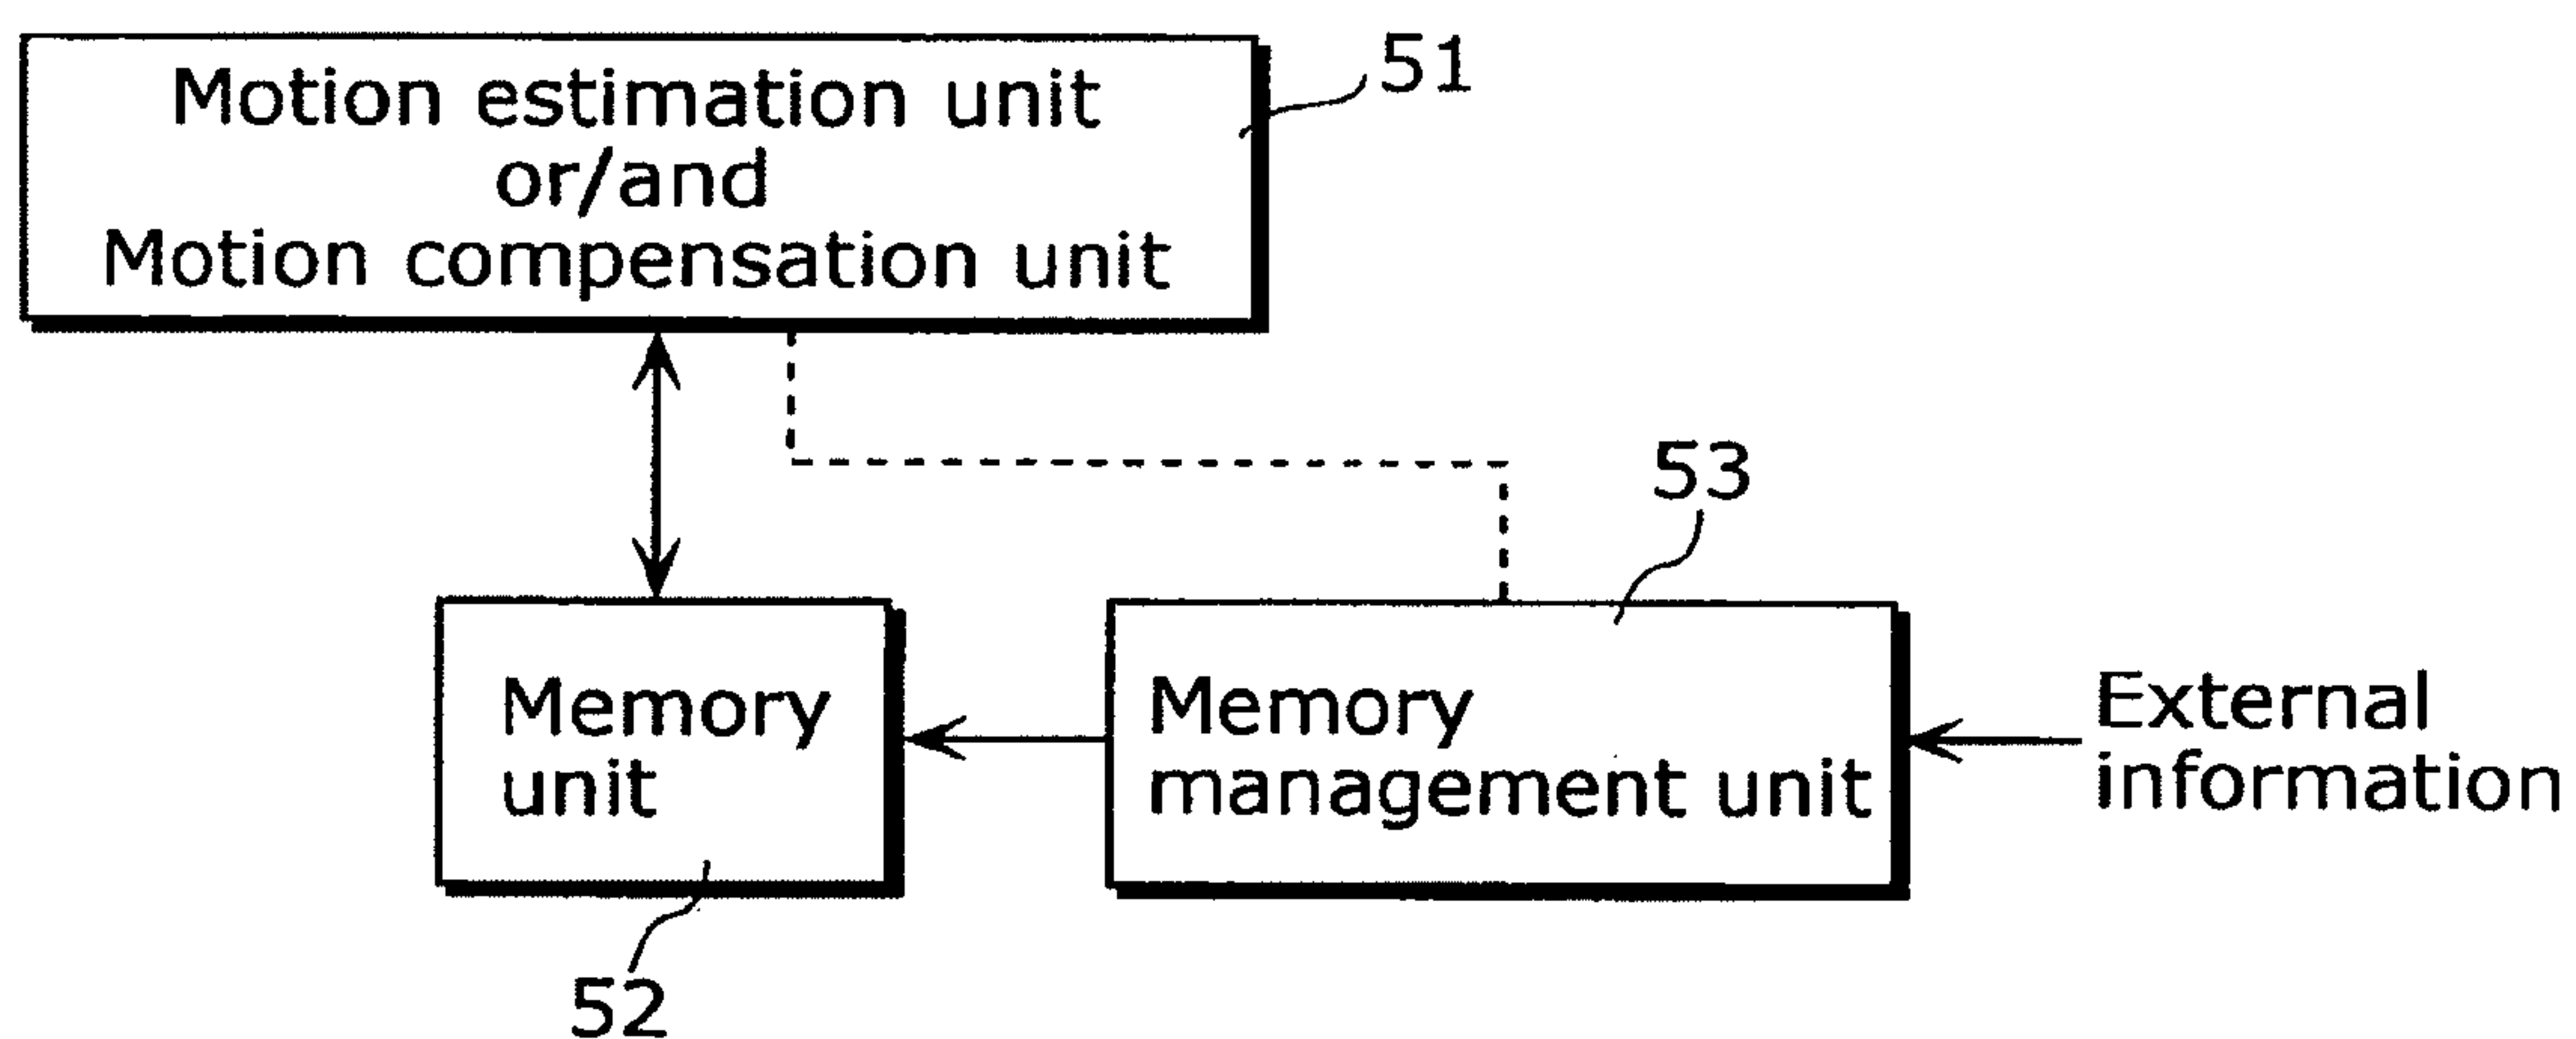 Motion estimation unit
or/and
Motion compensation unit
51
53
Memory
unit
Memory
management unit
External
information
52